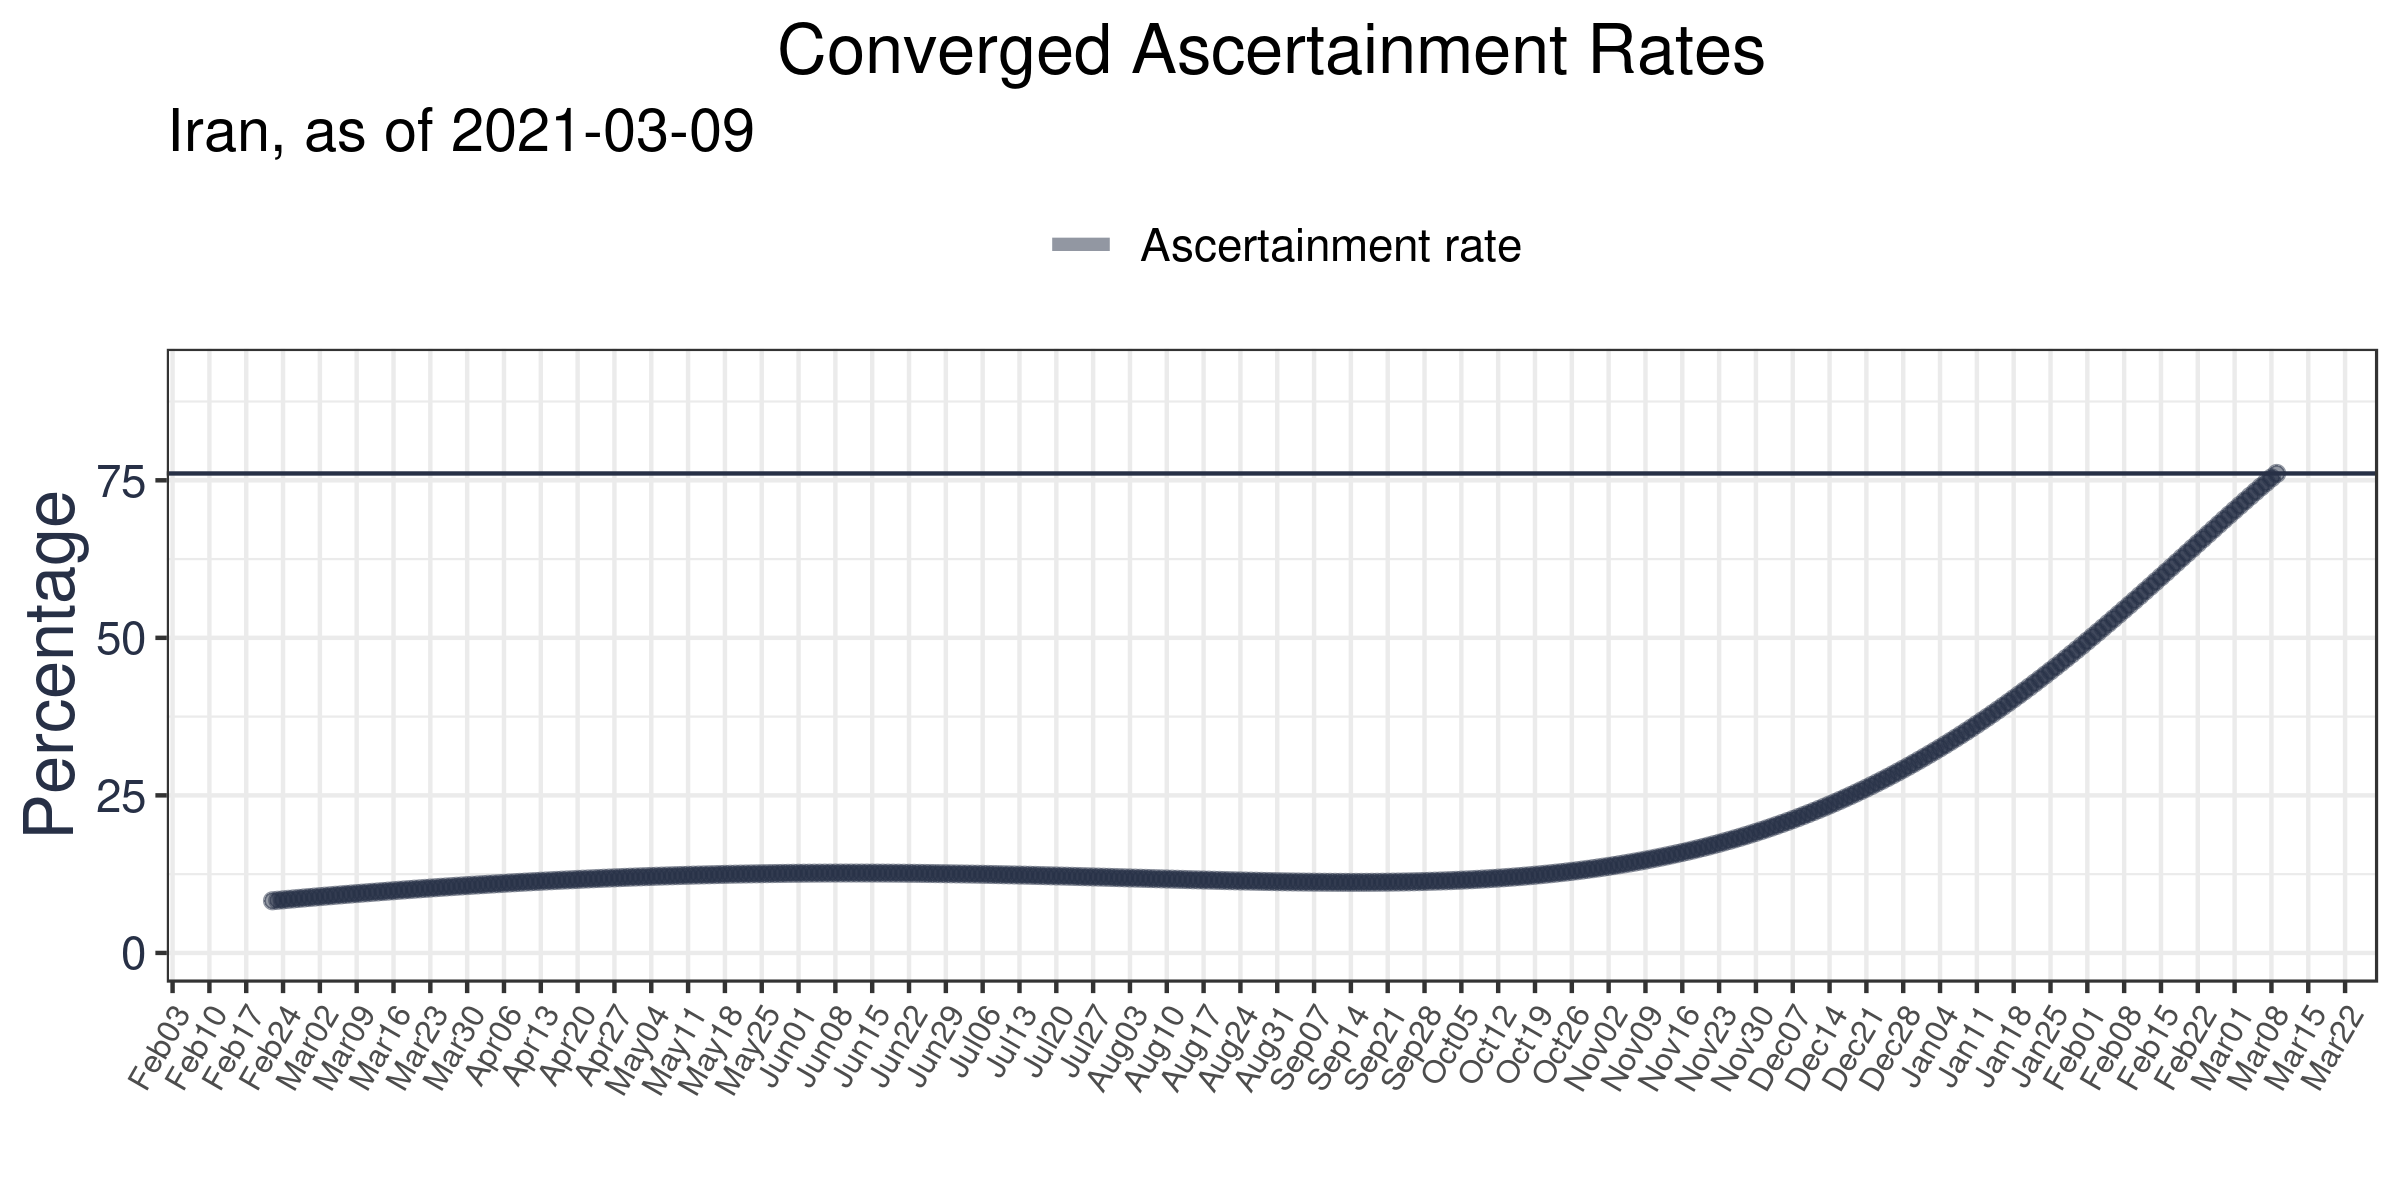 Converged Ascertainment Rates
Iran, as of 2021-03-09
Ascertainment rate
Percentage
75
50
25
0
Feb03 Feb10 Feb17 Feb24 Mar02 Mar09 Mar16 Mar23 Mar30 Apr06 Apr13 Apr20 Apr27 May04 May11 May18 May25 Jun01 Jun08 Jun15 Jun22 Jun29 Jul06 Jul13 Jul20 Jul27 Aug03 Aug10 Aug17 Aug24 Aug31 Sep07 Sep14 Sep21 Sep28 Oct05 Oct12 Oct19 Oct26 Nov02 Nov09 Nov16 Nov23 Nov30 Dec07 Dec14 Dec21 Dec28 Jan04 Jan11 Jan18 Jan25 Feb01 Feb08 Feb15 Feb22 Mar01 Mar08 Mar15 Mar22